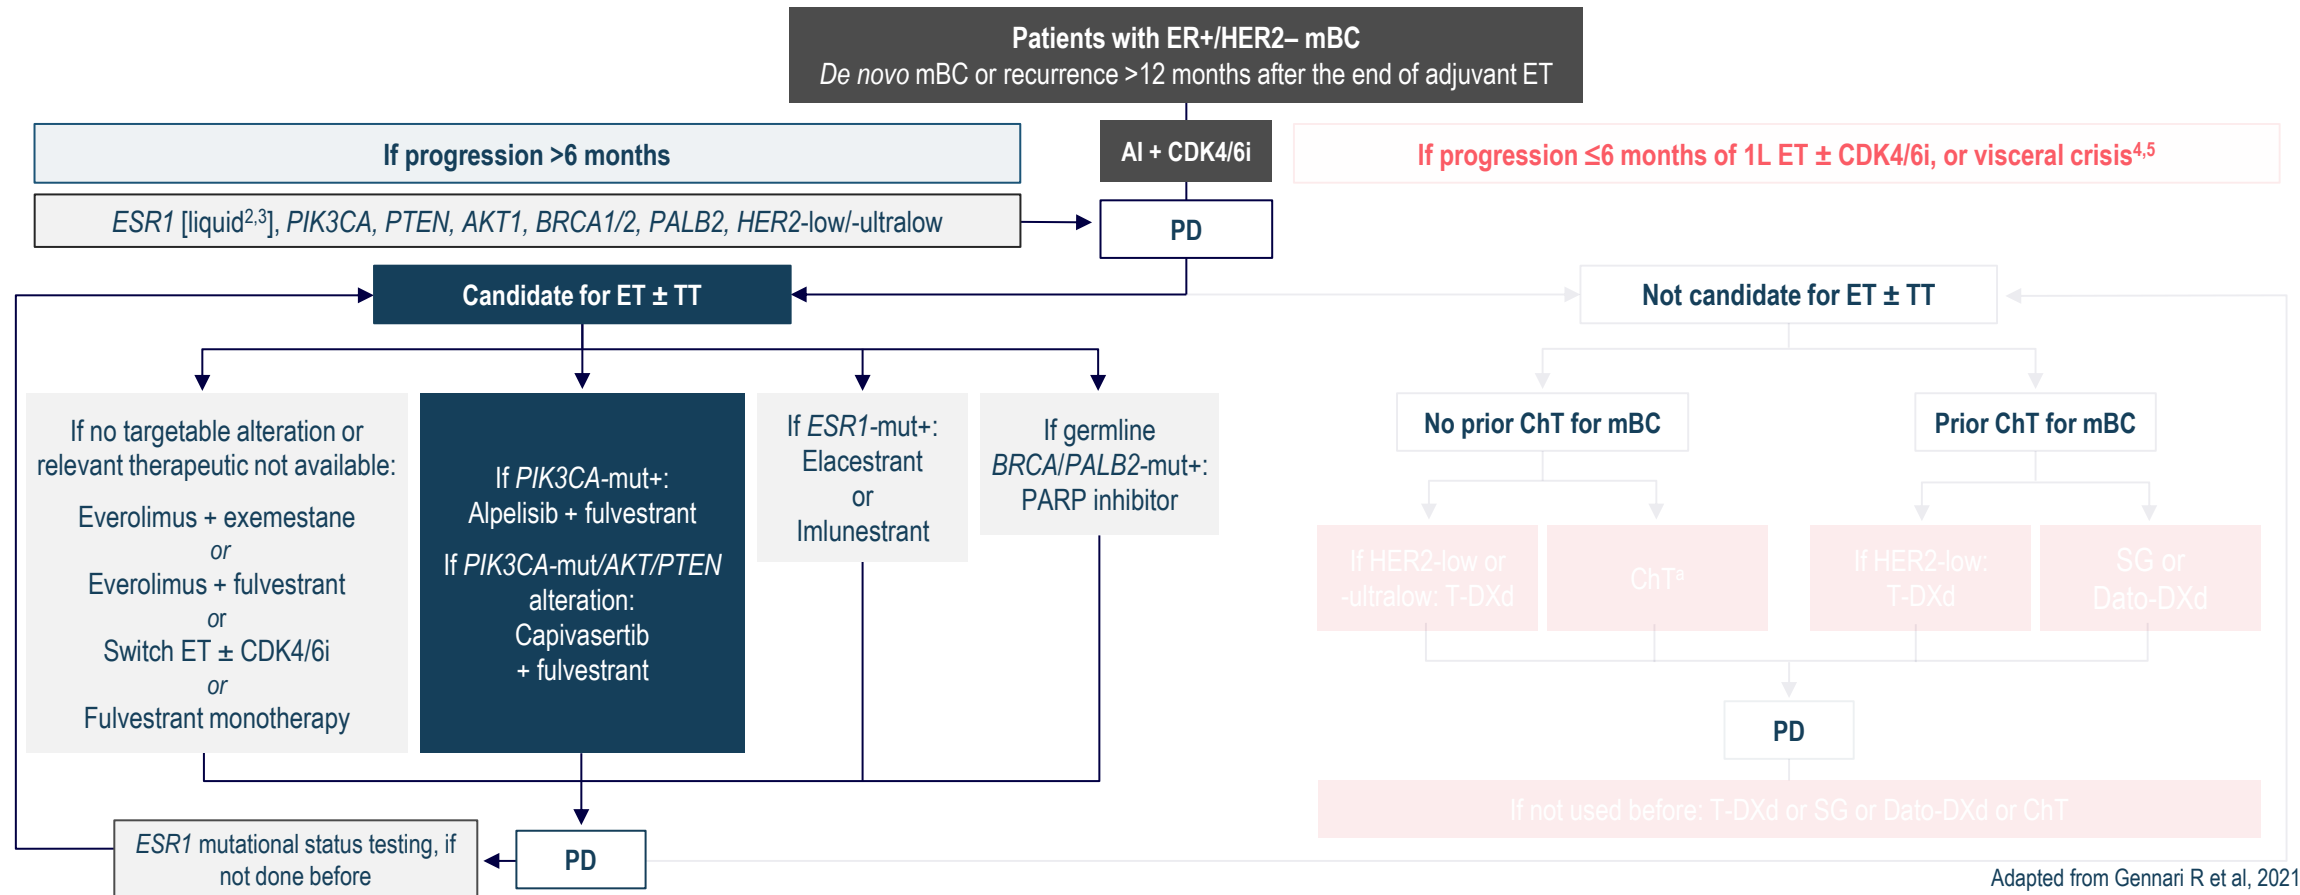 Patients with ER+/HER2– mBC
De novo mBC or recurrence >12 months after the end of adjuvant ET
If progression >6 months
AI + CDK4/6i
If progression ≤6 months of 1L ET ± CDK4/6i, or visceral crisis4,5
ESR1 [liquid2,3], PIK3CA, PTEN, AKT1, BRCA1/2, PALB2, HER2-low/-ultralow
PD
Candidate for ET ± TT
Not candidate for ET ± TT
If no targetable alteration or
relevant therapeutic not available:
Everolimus + exemestane
or
Everolimus + fulvestrant
or
Switch ET ± CDK4/6i
or
Fulvestrant monotherapy
If PIK3CA-mut+:
Alpelisib + fulvestrant
If PIK3CA-mut/AKT/PTEN
alteration:
Capivasertib
+ fulvestrant
If ESR1-mut+:
Elacestrant
or
Imlunestrant
If germline
BRCA/PALB2-mut+:
PARP inhibitor
No prior ChT for mBC
Prior ChT for mBC
If HER2-low or
-ultralow: T-DXd
ChTa
If HER2-low:
T-DXd
SG or
Dato-DXd
PD
If not used before: T-DXd or SG or Dato-DXd or ChT
ESR1 mutational status testing, if
not done before
PD
Adapted from Gennari R et al, 2021